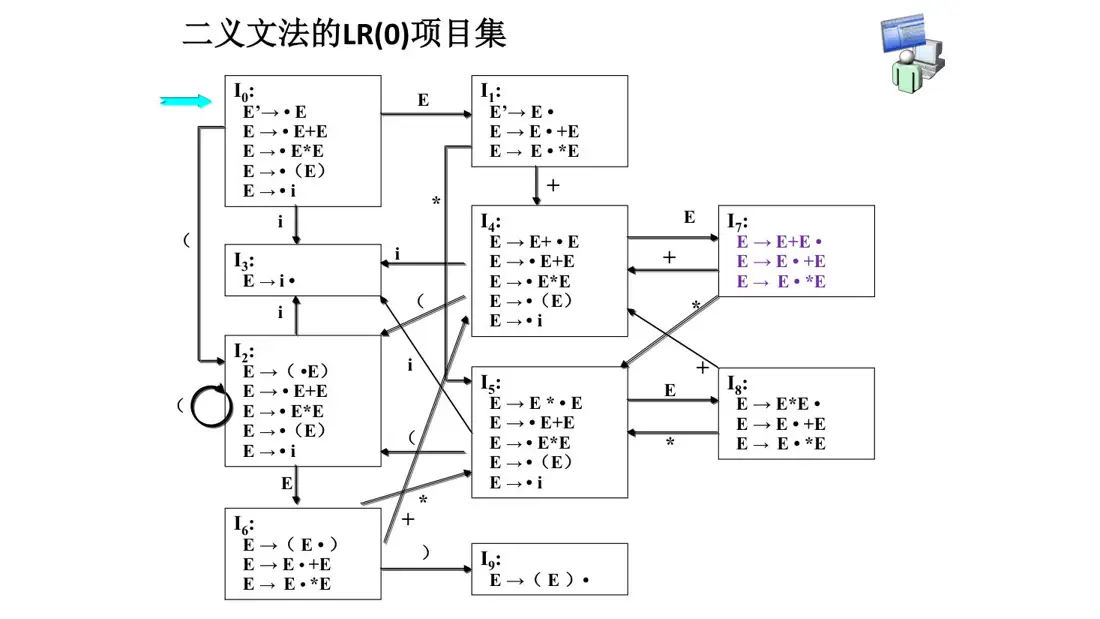 二义文法的LR(0)项目集
I0:
E’→ • E
E → • E+E
E → • E*E
E → •（E）
E → • i
E
I1:
E’→ E •
E → E • +E
E → E • *E
（
i
*
+
I3:
E → i •
i
I4:
E → E+ • E
E → • E+E
E → • E*E
E → •（E）
E → • i
E
+
I7:
E → E+E •
E → E • +E
E → E • *E
（
*
i
I2:
E →（ •E）
E → • E+E
E → • E*E
E → •（E）
E → • i
（
i
（
I5:
E → E * • E
E → • E+E
E → • E*E
E → •（E）
E → • i
E
*
+
I8:
E → E*E •
E → E • +E
E → E • *E
E
*
+
I6:
E →（ E •）
E → E • +E
E → E • *E
）
I9:
E →（ E ）•